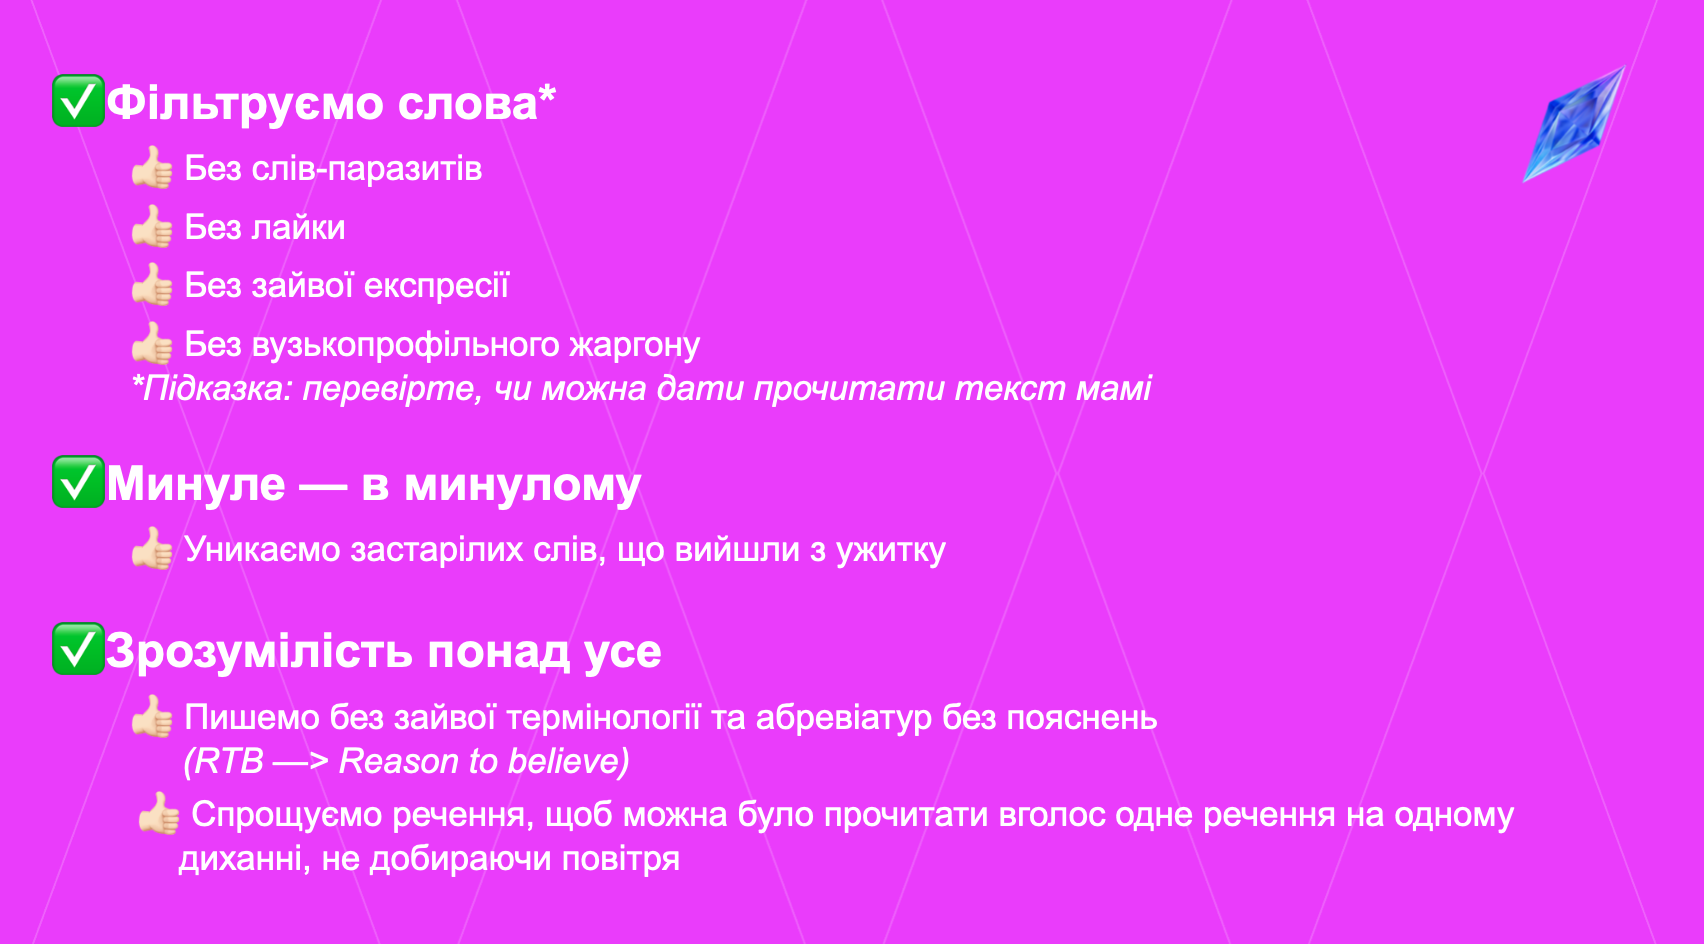 ✅Фільтруємо слова*
👍🏻 Без слів-паразитів
👍🏻 Без лайки
👍🏻 Без зайвої експресії
👍🏻 Без вузькопрофільного жаргону
*Підказка: перевірте, чи можна дати прочитати текст мамі
✅Минуле — в минулому
👍🏻 Уникаємо застарілих слів, що вийшли з ужитку
✅Зрозумілість понад усе
👍🏻 Пишемо без зайвої термінології та абревіатур без пояснень
(RTB —> Reason to believe)
👍🏻 Спрощуємо речення, щоб можна було прочитати вголос одне речення на одному
диханні, не добираючи повітря